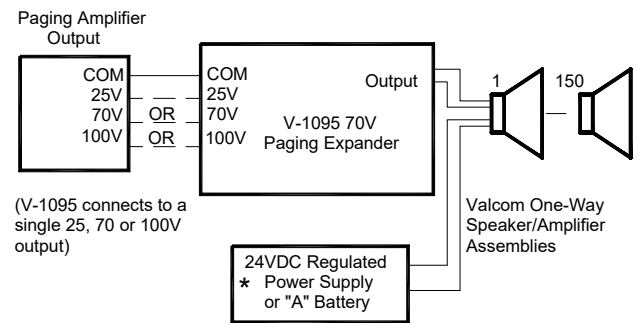 Paging Amplifier
Output
COM
25V
70V
100V
OR
OR
COM
25V
70V
100V
Output
V-1095 70V
Paging Expander
1
150
(V-1095 connects to a
single 25, 70 or 100V
output)
Valcom One-Way
Speaker/Amplifier
Assemblies
24VDC Regulated
* Power Supply
or "A" Battery